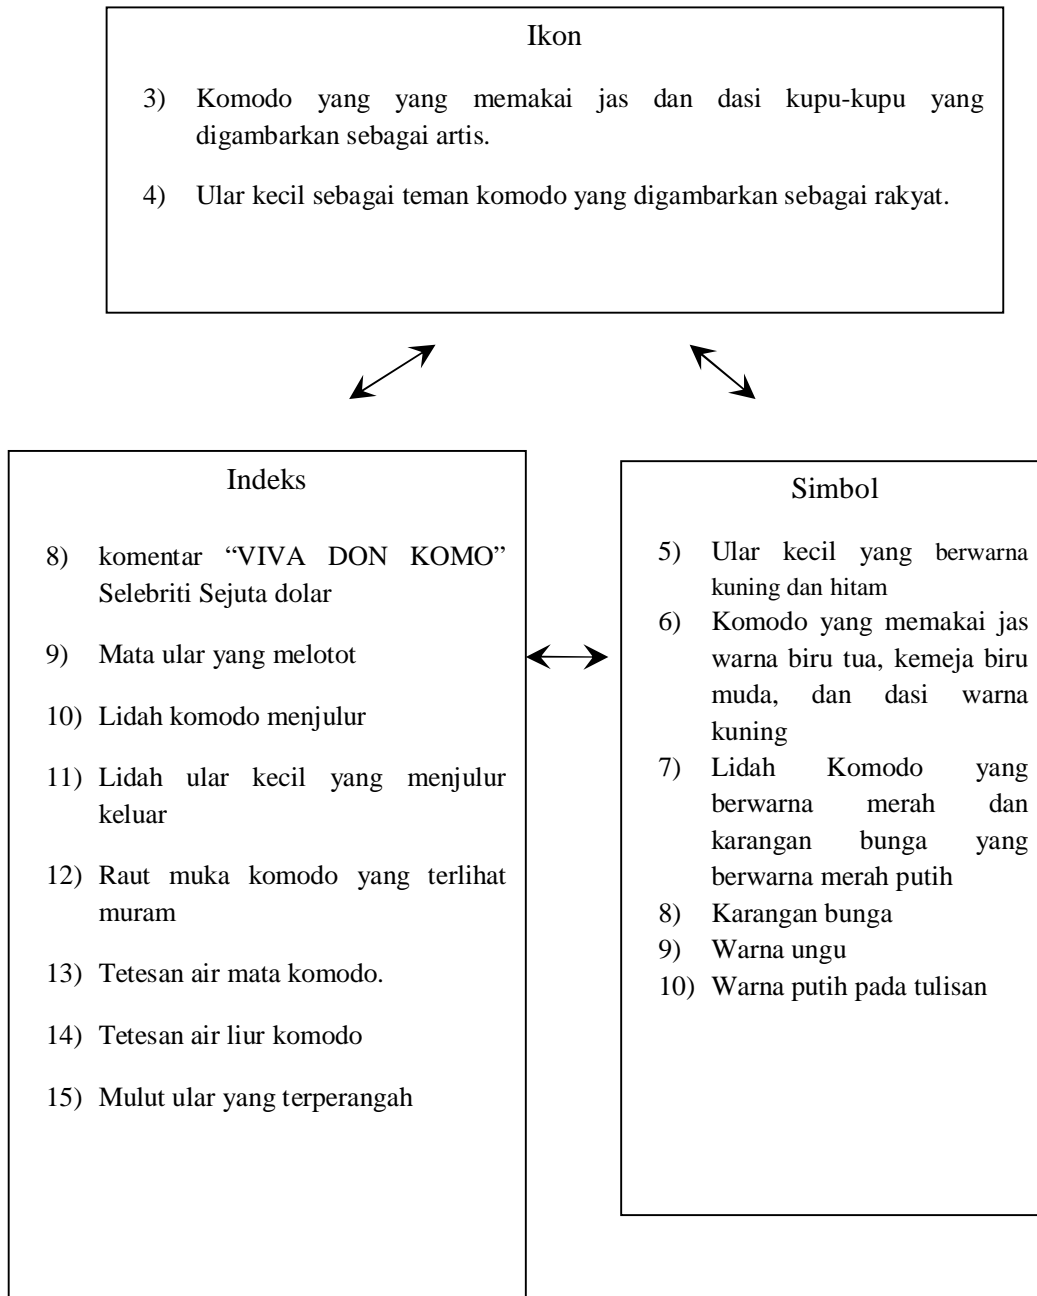 Ikon
3) Komodo yang yang memakai jas dan dasi kupu-kupu yang
digambarkan sebagai artis.
4) Ular kecil sebagai teman komodo yang digambarkan sebagai rakyat.
Indeks
8) komentar “VIVA DON KOMO”
Selebriti Sejuta dolar
9) Mata ular yang melotot
10) Lidah komodo menjulur
11) Lidah ular kecil yang menjulur
keluar
12) Raut muka komodo yang terlihat
muram
13) Tetesan air mata komodo.
14) Tetesan air liur komodo
15) Mulut ular yang terperangah
Simbol
5) Ular kecil yang berwarna
kuning dan hitam
6) Komodo yang memakai jas
warna biru tua, kemeja biru
muda, dan dasi warna
kuning
7) Lidah Komodo yang
berwarna merah dan
karangan bunga yang
berwarna merah putih
8) Karangan bunga
9) Warna ungu
10) Warna putih pada tulisan